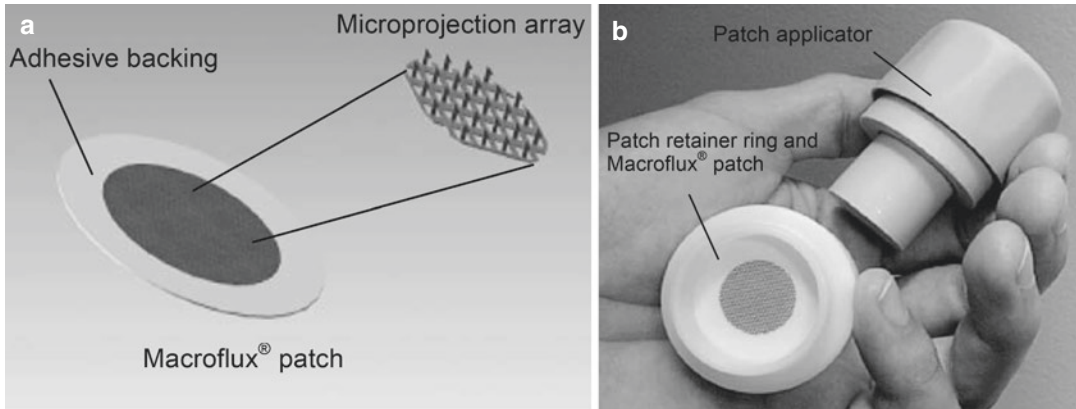 a
Microprojection array
Adhesive backing
Macroflux® patch
b
Patch applicator
Patch retainer ring and
Macroflux® patch